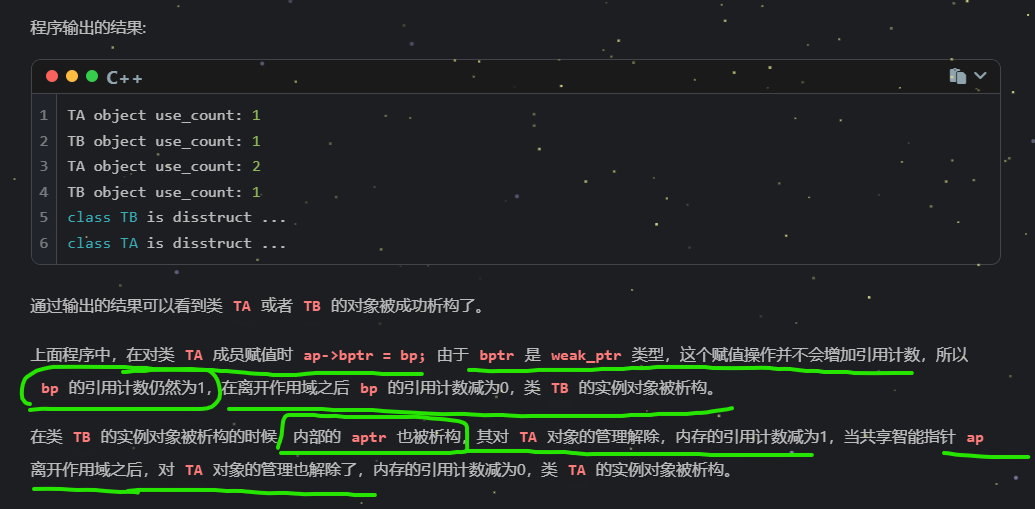 程序输出的结果:
C++
1 TA object use_count: 1
2 TB object use_count: 1
3 TA object use_count: 2
4 TB object use_count: 1
5 class TB is disstruct ...
6 class TA is disstruct ...
通过输出的结果可以看到类 TA 或者 TB 的对象被成功析构了。
上面程序中，在对类 TA 成员赋值时 ap->bptr = bp; 由于 bptr 是 weak_ptr 类型，这个赋值操作并不会增加引用计数，所以
bp 的引用计数仍然为1，在离开作用域之后 bp 的引用计数减为0，类 TB 的实例对象被析构。
在类 TB 的实例对象被析构的时候，内部的 aptr 也被析构，其对 TA 对象的管理解除，内存的引用计数减为1，当共享智能指针 ap
离开作用域之后，对 TA 对象的管理也解除了，内存的引用计数减为0，类 TA 的实例对象被析构。